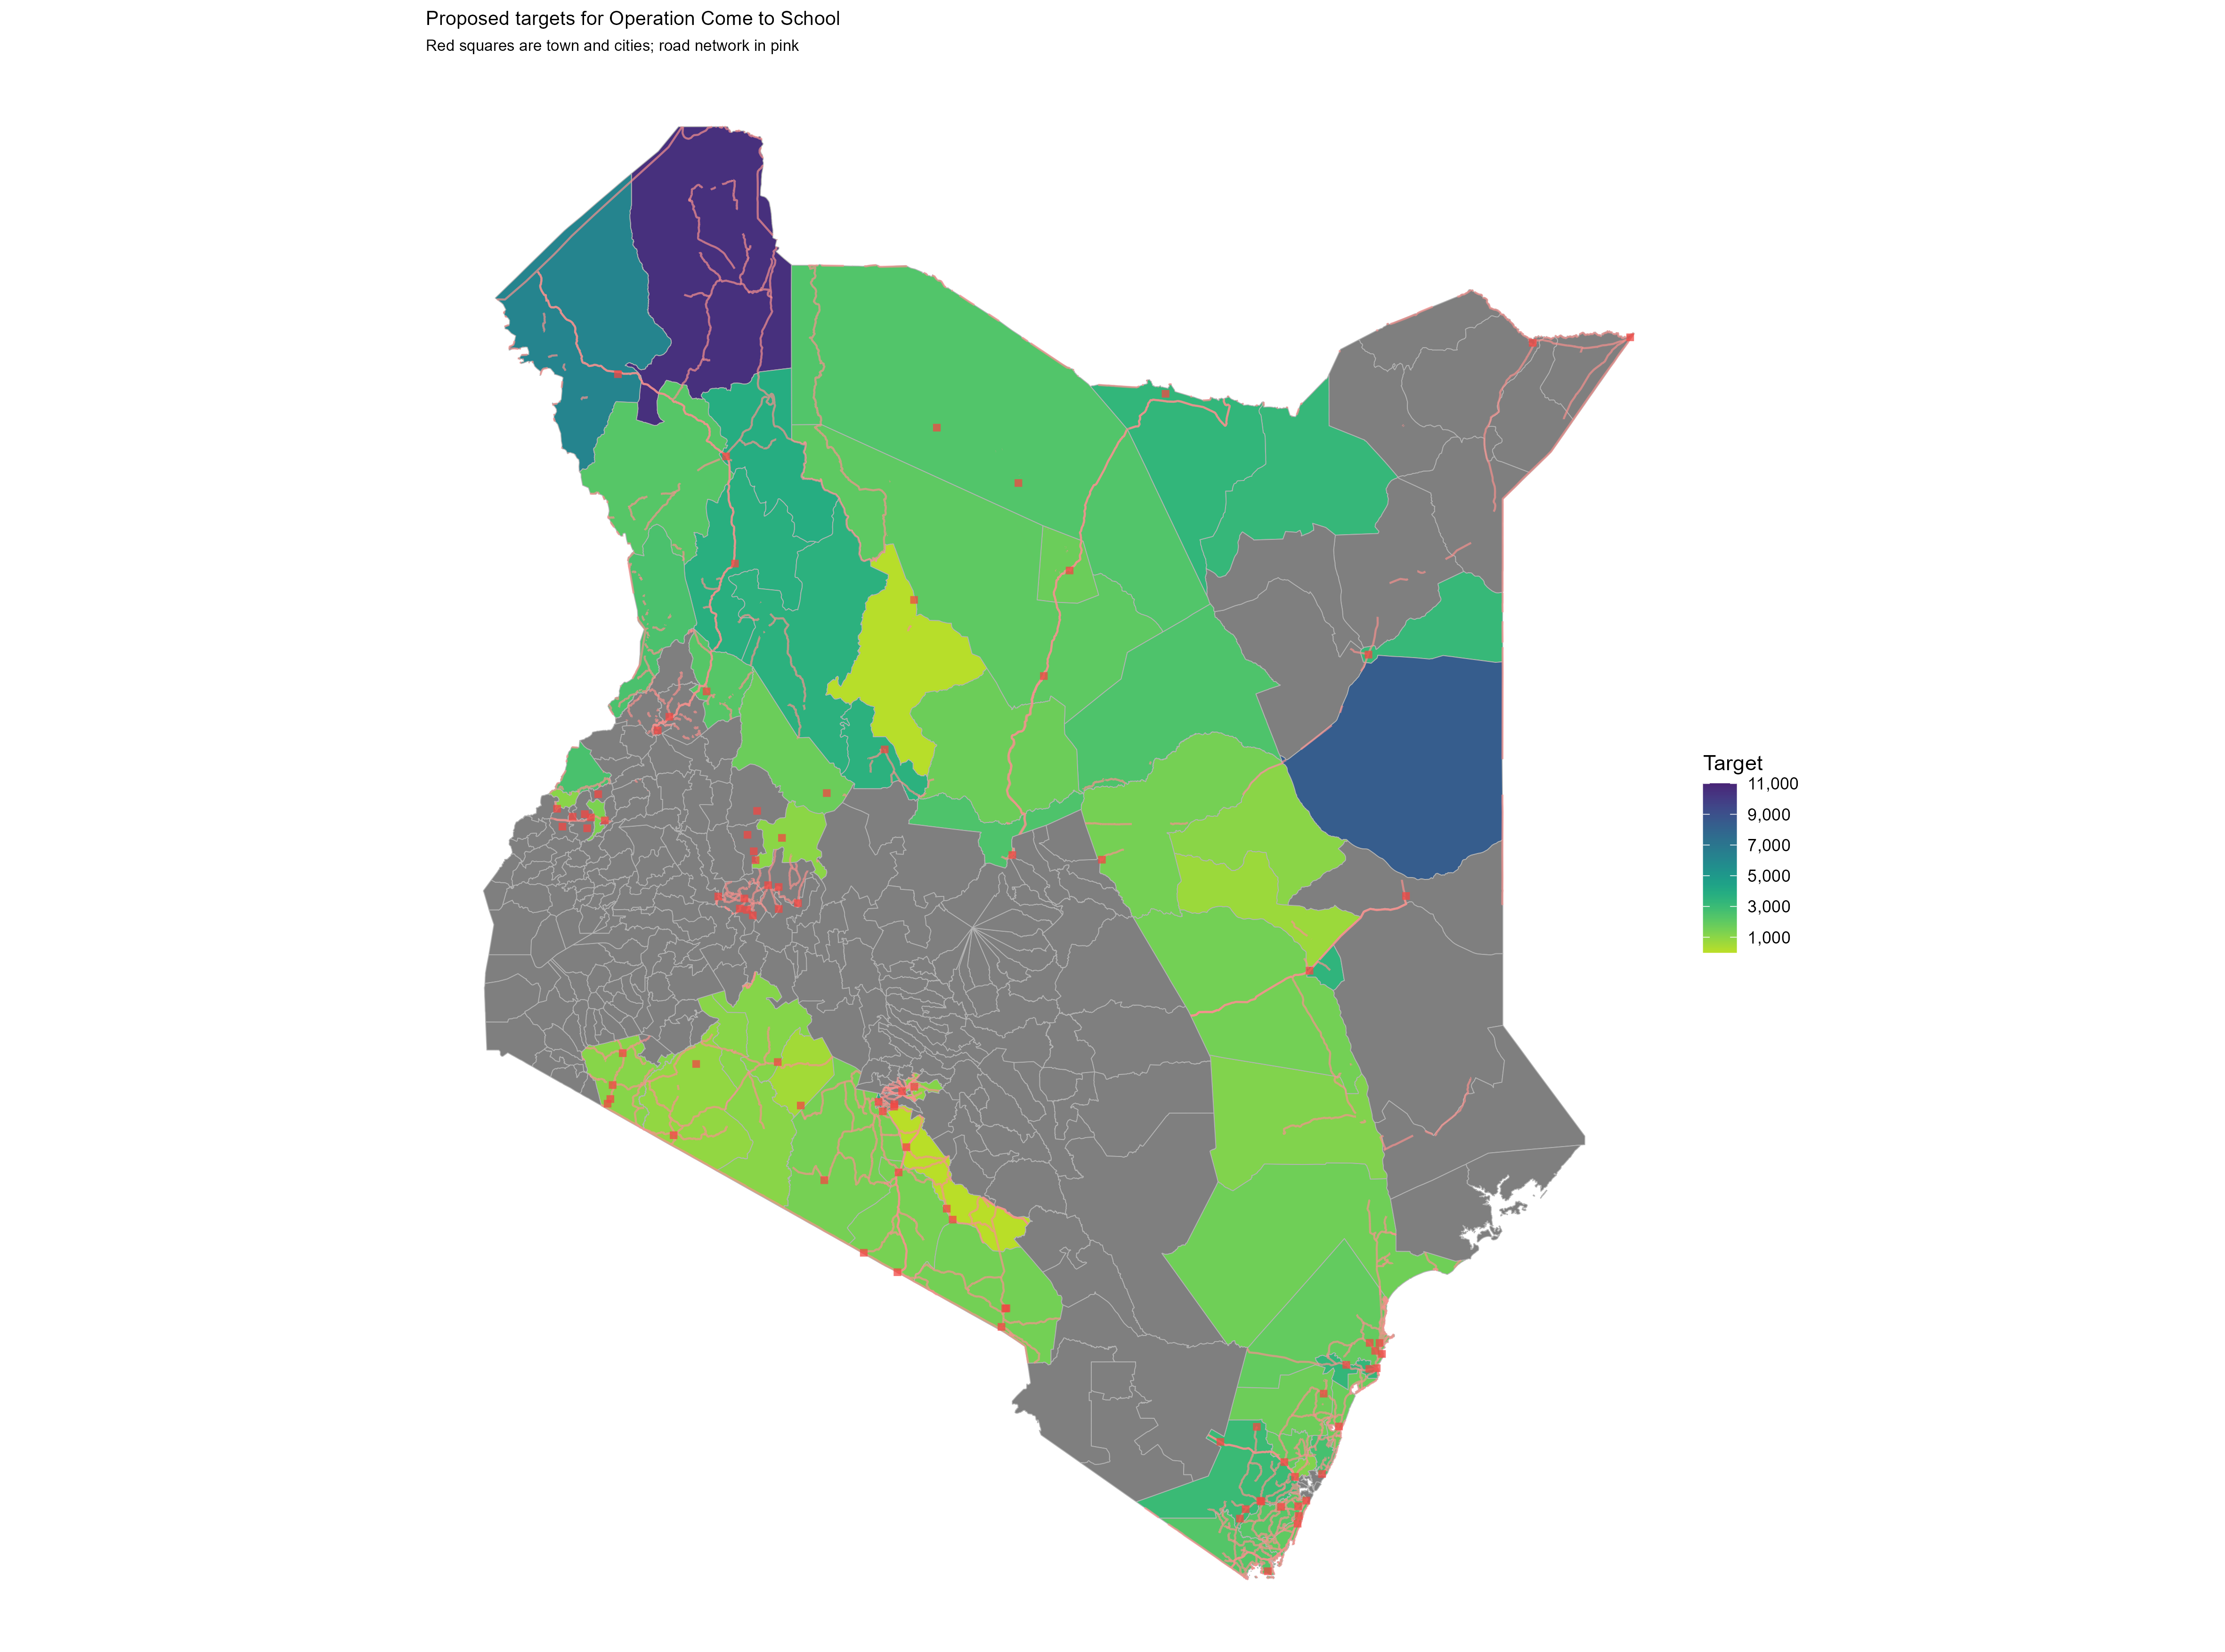 Proposed targets for Operation Come to School
Red squares are town and cities; road network in pink
Target
11,000
9,000
7,000
5,000
3,000
1,000